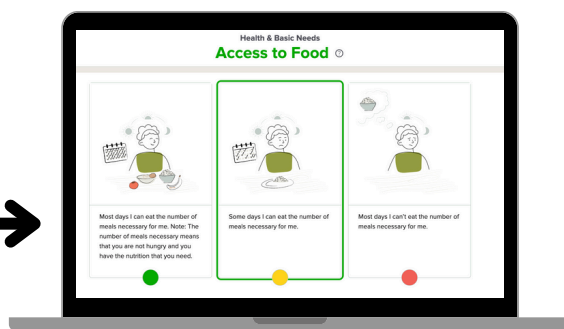 Health & Basic Needs
Access to Food ?
Most days I can eat the number of
meals necessary for me. Note: The
number of meals necessary means
that you are not hungry and you
have the nutrition that you need.
Some days I can eat the number of
meals necessary for me.
Most days I can't eat the number of
meals necessary for me.